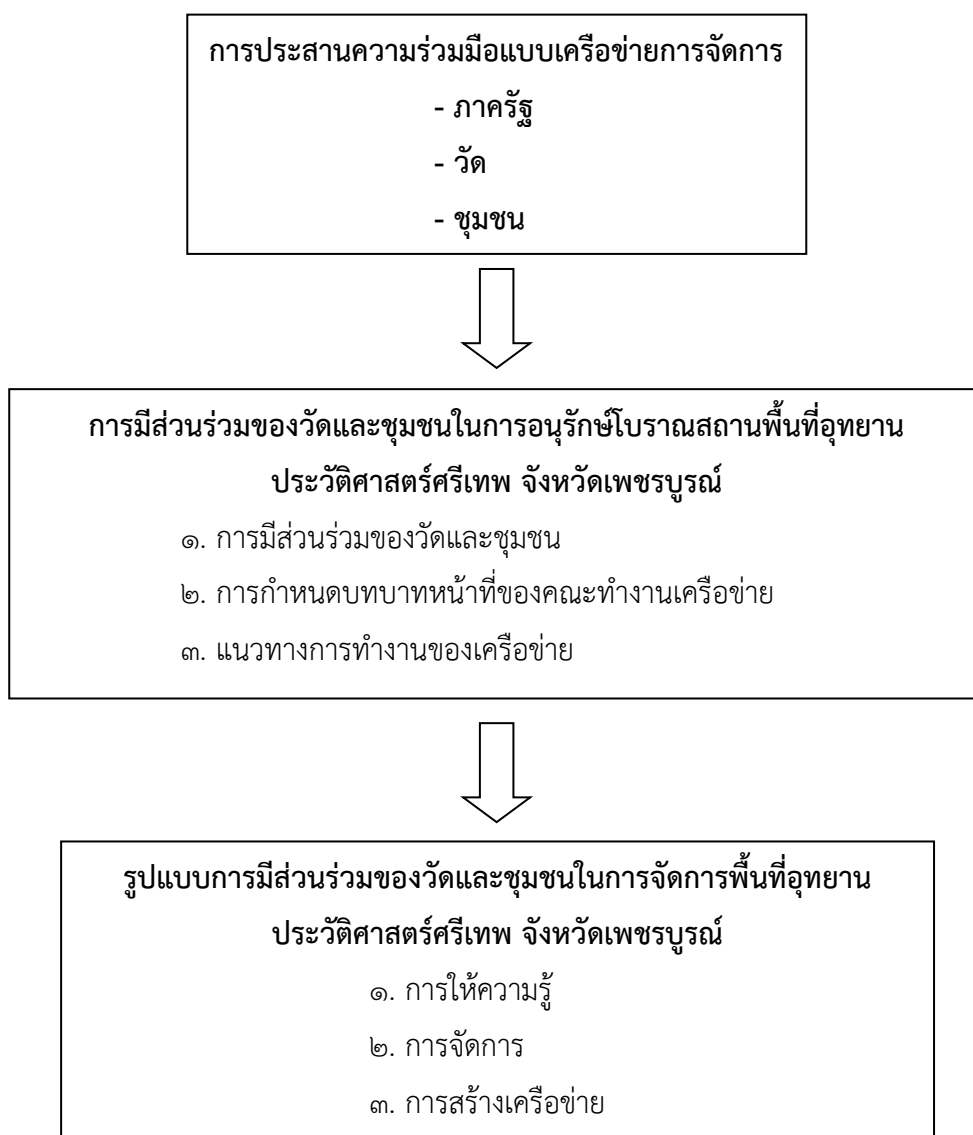 การประสานความร่วมมือแบบเครือข่ายการจัดการ
- ภาครัฐ
- วัด
- ชุมชน
การมีส่วนร่วมของวัดและชุมชนในการอนุรักษ์โบราณสถานพื้นที่อุทยาน
ประวัติศาสตร์ศรีเทพ จังหวัดเพชรบูรณ์
๑. การมีส่วนร่วมของวัดและชุมชน
๒. การกำหนดบทบาทหน้าที่ของคณะทำงานเครือข่าย
๓. แนวทางการทำงานของเครือข่าย
รูปแบบการมีส่วนร่วมของวัดและชุมชนในการจัดการพื้นที่อุทยาน
ประวัติศาสตร์ศรีเทพ จังหวัดเพชรบูรณ์
๑. การให้ความรู้
๒. การจัดการ
๓. การสร้างเครือข่าย